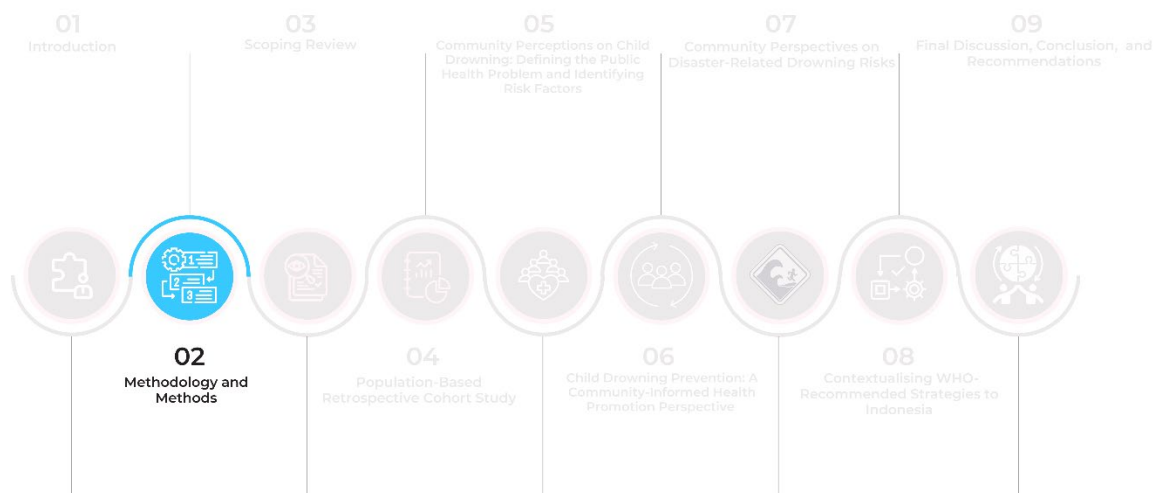 01
Introduction
02
Methodology and
Methods
1
2
3
03
Scoping Review
04
Population-Based
Retrospective Cohort Study
05
Community Perceptions on Child
Drowning: Defining the Public
Health Problem and Identifying
Risk Factors
06
Child Drowning Prevention: A
Community-Informed Health
Promotion Perspective
07
Community Perspectives on
Disaster-Related Drowning Risks
08
Contextualising WHO-
Recommended Strategies to
Indonesia
09
Final Discussion, Conclusion, and
Recommendations